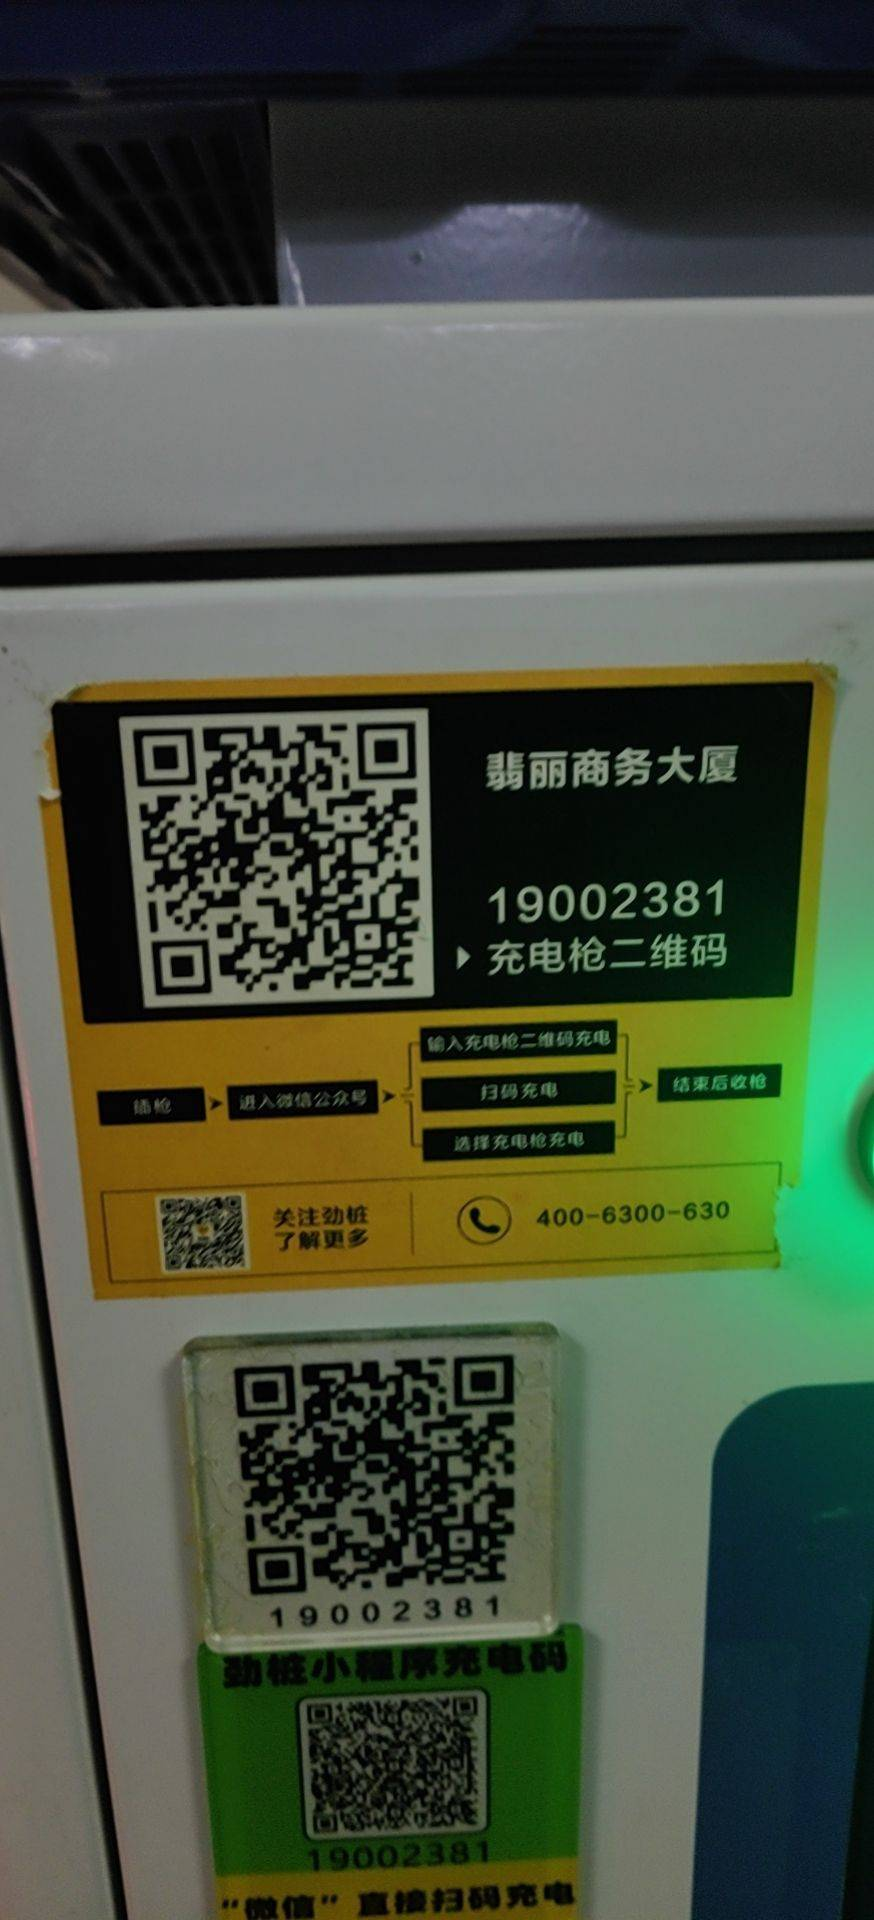 翡丽商务大厦
19002381
充电枪二维码
插枪
进入微信公众号
输入充电枪二维码充电
扫码充电
选择充电枪充电
结束后收枪
关注劲桩
了解更多
400-6300-630
19002381
劲桩小程序充电码
19002381
“微信”直接扫码充电